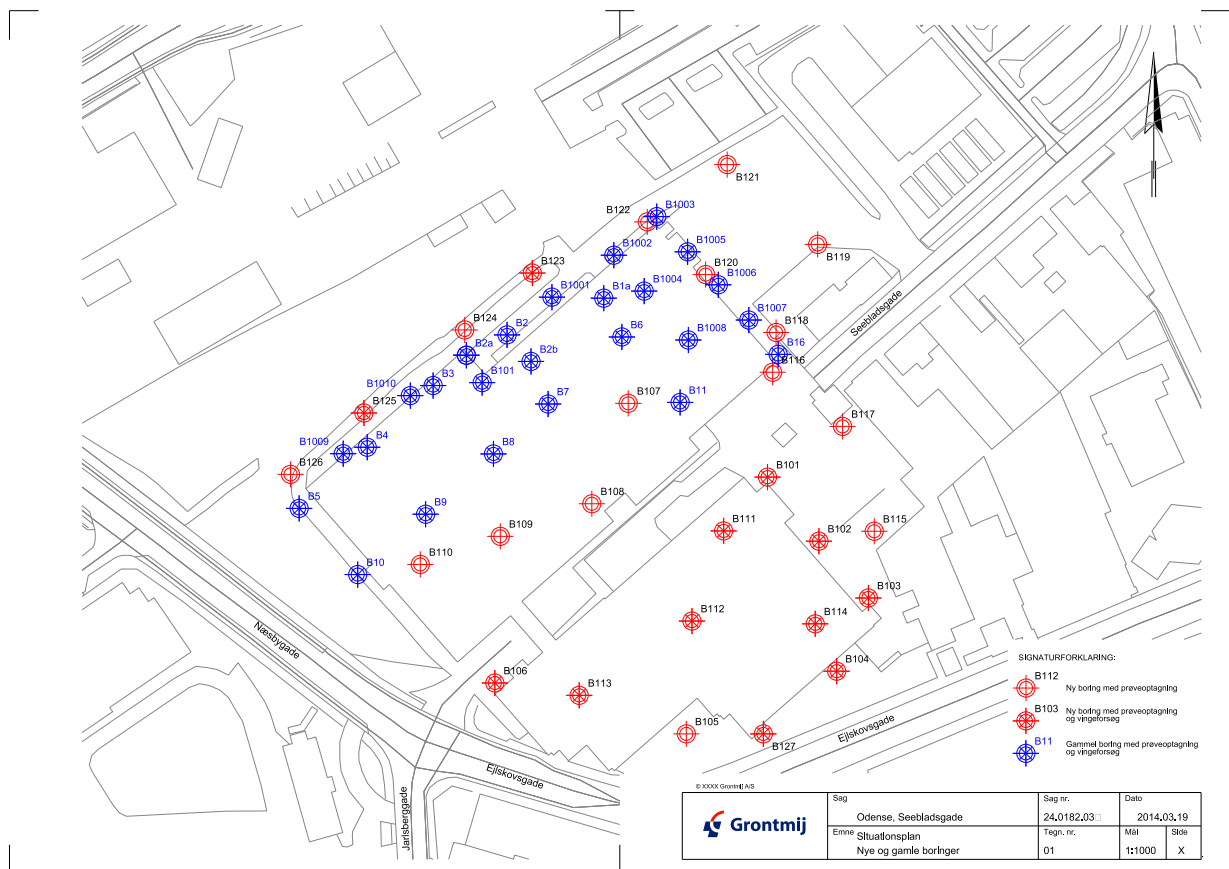 B121
B122
B1003
B1002
B1005
B119
B123
B120
B1006
B1001
B1a
B1004
B1007
B118
Seebladsgade
B124
B2
B6
B1008
B16
B2a
B2b
B116
B1010
B3
B101
B7
B107
B11
B125
B117
B1009
B4
B8
B126
B101
B5
B9
B108
B111
B102
B115
B109
B110
B10
B103
B112
B114
Næsbygade
B106
B113
B104
B105
B127
Ejlskovsgade
Ejlskovsgade
Jarlsberggade
SIGNATURFORKLARING:
B112
Ny boring med prøveoptagning
B103
Ny boring med prøveoptagning
og vingeforsøg
B11
Gammel boring med prøveoptagning
og vingeforsøg
© XXXX Grontmij A/S
Grontmij
Sag
Odense, Seebladsgade
Sag nr.
24.0182.03
Dato
2014.03.19
Emne
Situationsplan
Nye og gamle boringer
Tegn. nr.
01
Mål
1:1000
Side
X